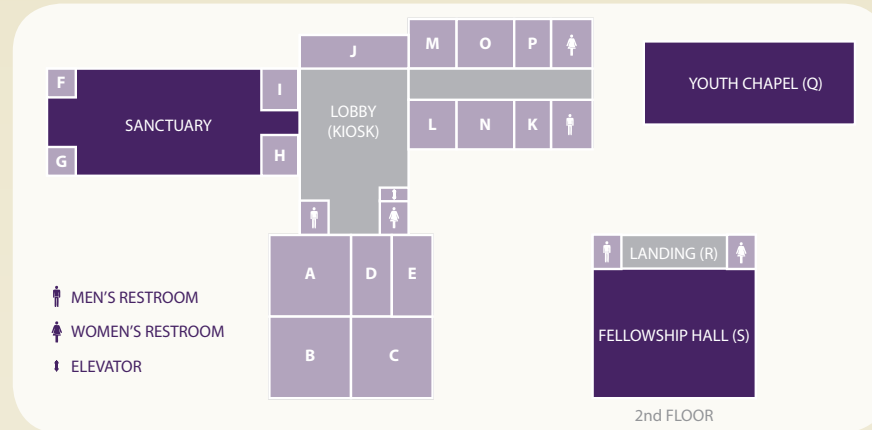 M O P
J
F
I
YOUTH CHAPEL (Q)
SANCTUARY
LOBBY
(KIOSK)
L N K
G
H
A D E
LANDING (R)
MEN'S RESTROOM
WOMEN'S RESTROOM
FELLOWSHIP HALL (S)
B C
ELEVATOR
2nd FLOOR